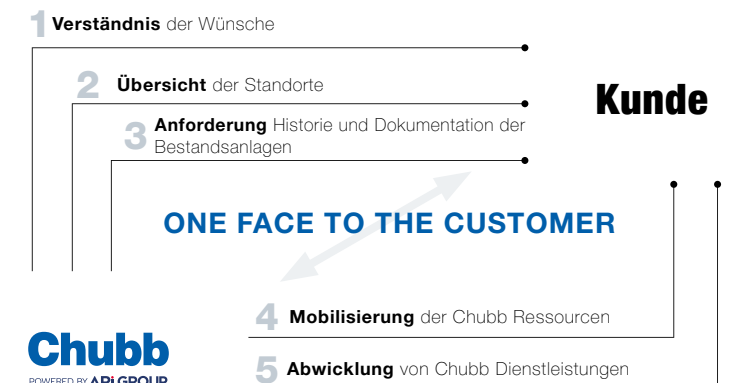 1 Verständnis der Wünsche
2 Übersicht der Standorte
3 Anforderung Historie und Dokumentation der
Bestandsanlagen
Kunde
ONE FACE TO THE CUSTOMER
4 Mobilisierung der Chubb Ressourcen
5 Abwicklung von Chubb Dienstleistungen
Chubb
POWERED BY APi GROUP